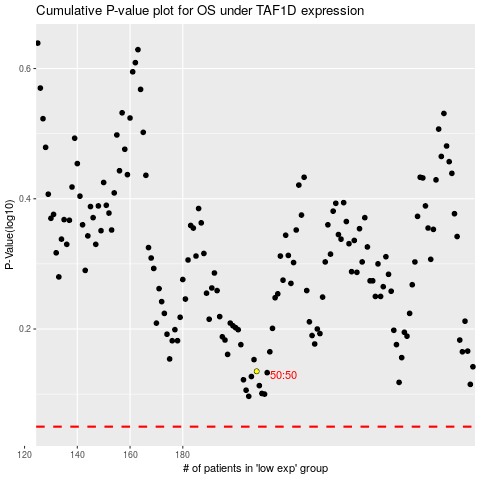 Cumulative P-value plot for OS under TAF1D expression
P-Value(log10)
0.6
0.4
0.2
50:50
120 140 160 180
# of patients in 'low exp' group